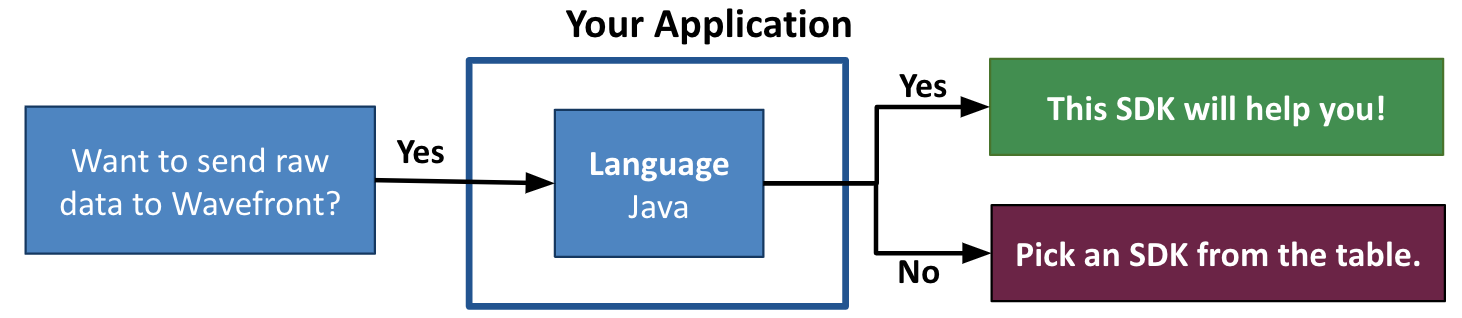 Your Application
Want to send raw
data to Wavefront?
Yes
Language
Java
Yes
This SDK will help you!
No
Pick an SDK from the table.